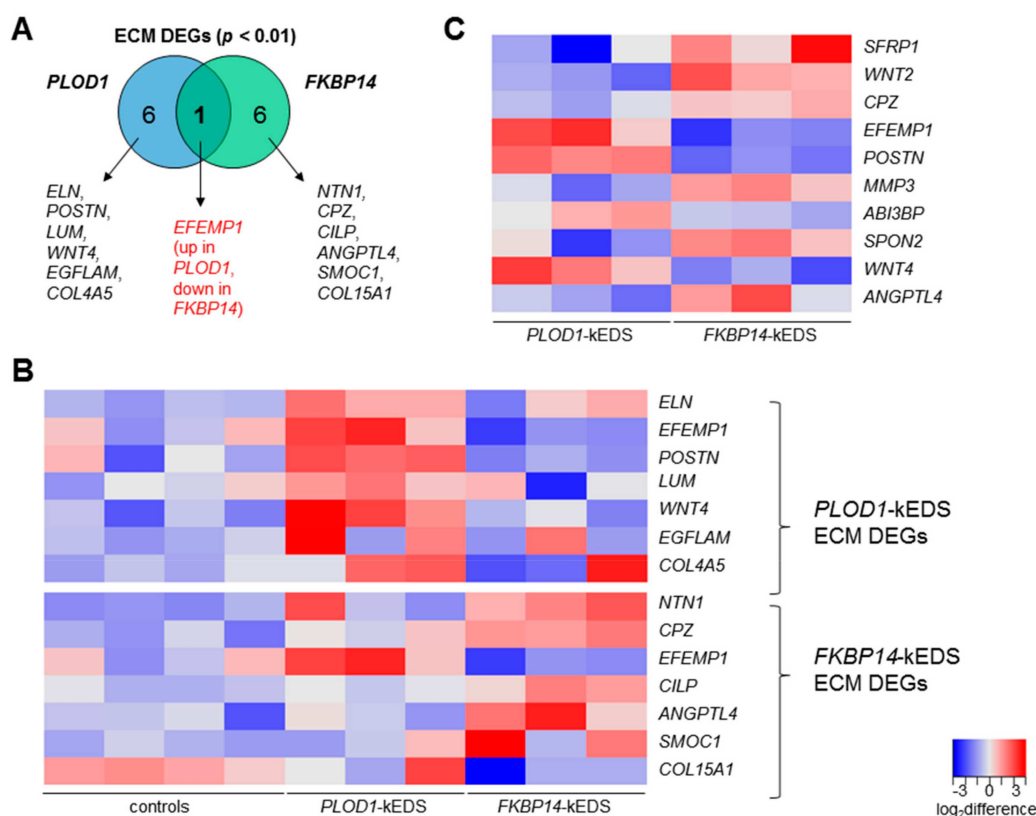 A
ECM DEGs (p < 0.01)
PLOD1
FKBP14
6
1
6
ELN,
POSTN,
LUM,
WNT4,
EGFLAM,
COL4A5
EFEMP1
(up in
PLOD1,
down in
FKBP14)
NTN1,
CPZ,
CILP,
ANGPTL4,
SMOC1,
COL15A1
C
SFRP1
WNT2
CPZ
EFEMP1
POSTN
MMP3
ABI3BP
SPON2
WNT4
ANGPTL4
PLOD1-kEDS
FKBP14-kEDS
B
ELN
EFEMP1
POSTN
LUM
WNT4
EGFLAM
COL4A5
PLOD1-kEDS
ECM DEGs
NTN1
CPZ
EFEMP1
CILP
ANGPTL4
SMOC1
COL15A1
FKBP14-kEDS
ECM DEGs
controls
PLOD1-kEDS
FKBP14-kEDS
-3 0 3
log2difference